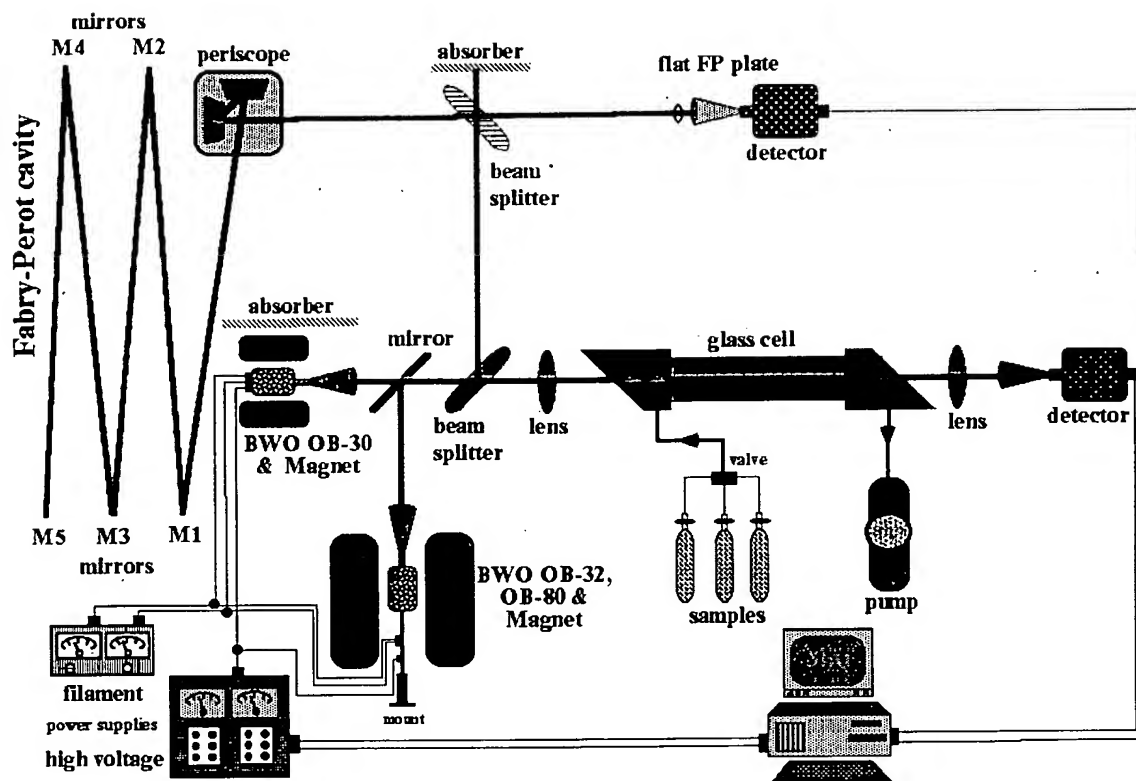 mirrors
M4
M2
periscope
absorber
flat FP plate
detector
beam
splitter
Fabry-Perot cavity
absorber
mirror
glass cell
BWO OB-30
& Magnet
beam
splitter
lens
lens
detector
valve
M5
M3
M1
mirrors
BWO OB-32,
OB-80 &
Magnet
samples
pump
filament
power supplies
high voltage
mount